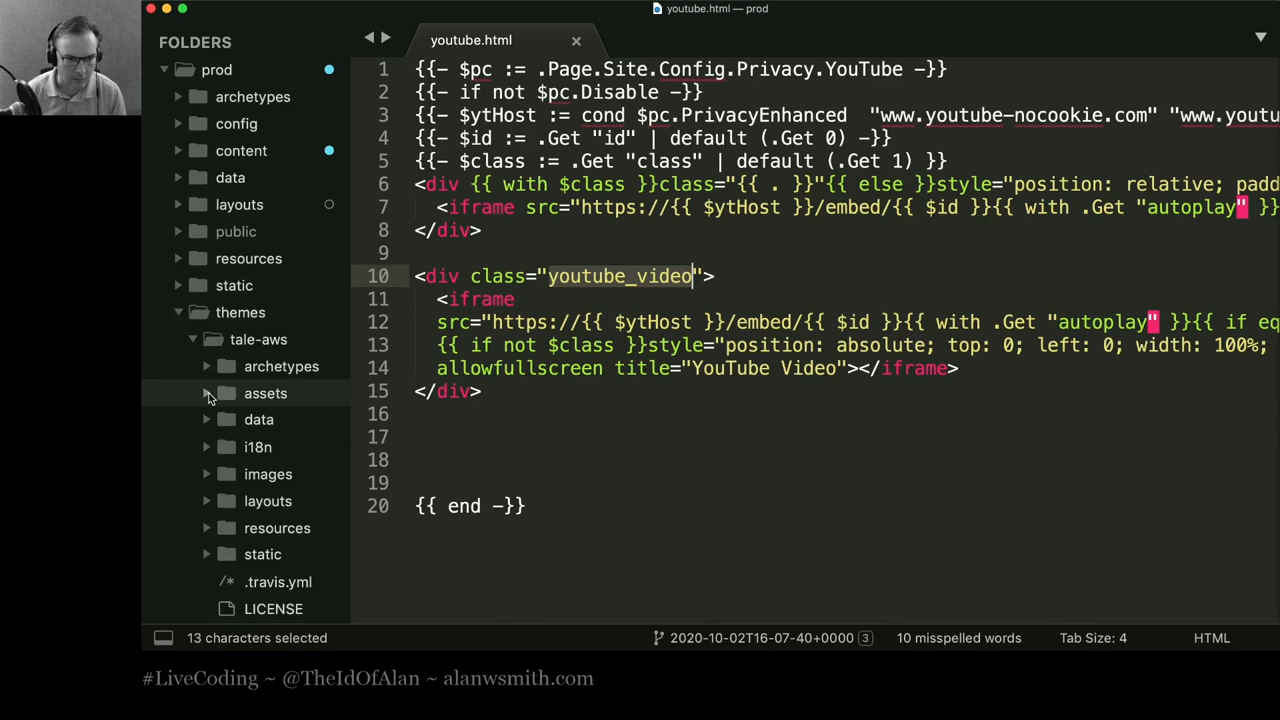 youtube.html — prod
FOLDERS
prod
archetypes
config
content
data
layouts
public
resources
static
themes
tale-aws
archetypes
assets
data
i18n
images
layouts
resources
static
/* .travis.yml
LICENSE
youtube.html
1 {{- $pc := .Page.Site.Config.Privacy.YouTube -}}
2 {{- if not $pc.Disable -}}
3 {{- $ytHost := cond $pc.PrivacyEnhanced "www.youtube-nocookie.com" "www.youtu
4 {{- $id := .Get "id" | default (.Get 0) -}}
5 {{- $class := .Get "class" | default (.Get 1) }}
6 <div {{ with $class }}class="{{ . }}"{{ else }}style="position: relative; padd
7 <iframe src="https://{{ $ytHost }}/embed/{{ $id }}{{ with .Get "autoplay" }}
8 </div>
9
10 <div class="youtube_video">
11 <iframe
12 src="https://{{ $ytHost }}/embed/{{ $id }}{{ with .Get "autoplay" }}{{ if eq
13 {{ if not $class }}style="position: absolute; top: 0; left: 0; width: 100%;
14 allowfullscreen title="YouTube Video"></iframe>
15 </div>
16
17
18
19
20 {{ end -}}
13 characters selected
2020-10-02T16-07-40+0000 3
10 misspelled words
Tab Size: 4
HTML
#LiveCoding ~ @TheIdOfAlan ~ alanwsmith.com